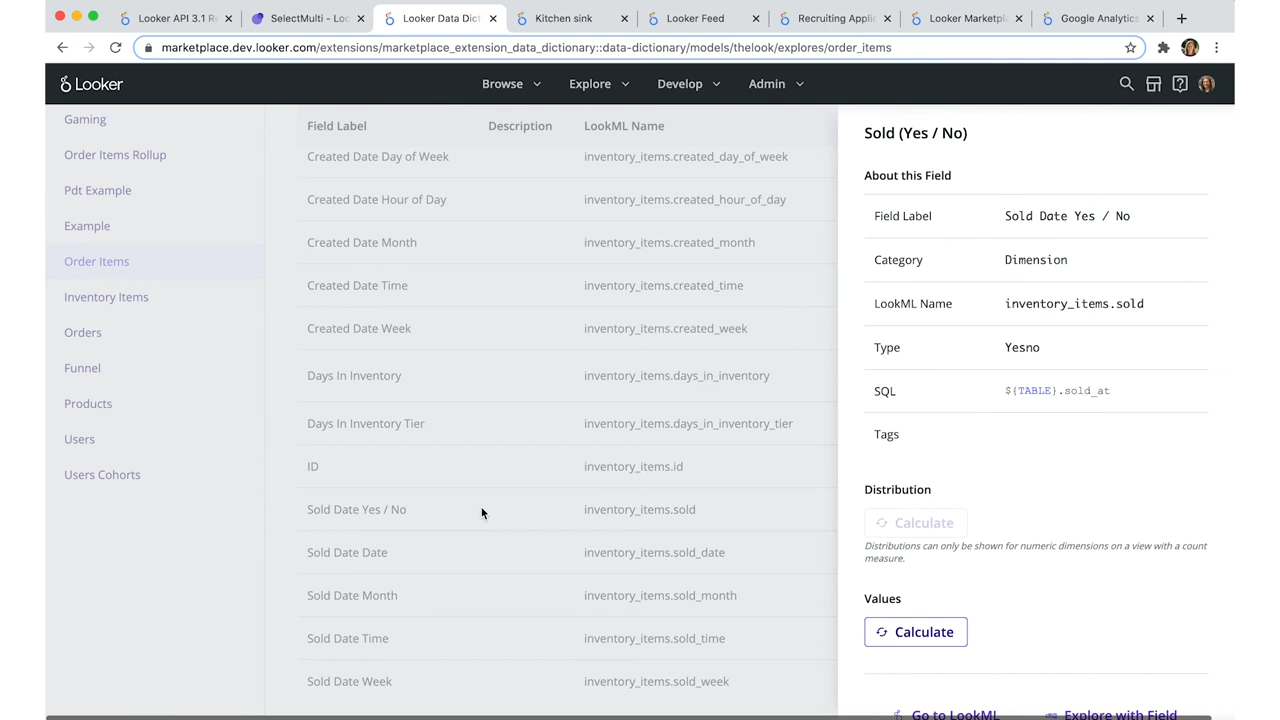 Looker API 3.1 R
SelectMulti - Loo
Looker Data Dict
Kitchen sink
Looker Feed
Recruiting Applic
Looker Marketpla
Google Analytics
marketplace.dev.looker.com/extensions/marketplace_extension_data_dictionary::data-dictionary/models/thelook/explores/order_items
Looker
Browse
Explore
Develop
Admin
Gaming
Order Items Rollup
Pdt Example
Example
Order Items
Inventory Items
Orders
Funnel
Products
Users
Users Cohorts
Field Label Description LookML Name
Created Date Day of Week inventory_items.created_day_of_week
Created Date Hour of Day inventory_items.created_hour_of_day
Created Date Month inventory_items.created_month
Created Date Time inventory_items.created_time
Created Date Week inventory_items.created_week
Days In Inventory inventory_items.days_in_inventory
Days In Inventory Tier inventory_items.days_in_inventory_tier
ID inventory_items.id
Sold Date Yes / No inventory_items.sold
Sold Date Date inventory_items.sold_date
Sold Date Month inventory_items.sold_month
Sold Date Time inventory_items.sold_time
Sold Date Week inventory_items.sold_week
Sold (Yes / No)
About this Field
Field Label Sold Date Yes / No
Category Dimension
LookML Name inventory_items.sold
Type Yesno
SQL ${TABLE}.sold_at
Tags
Distribution
Calculate
Distributions can only be shown for numeric dimensions on a view with a count
measure.
Values
Calculate
Go to LookML Explore with Field